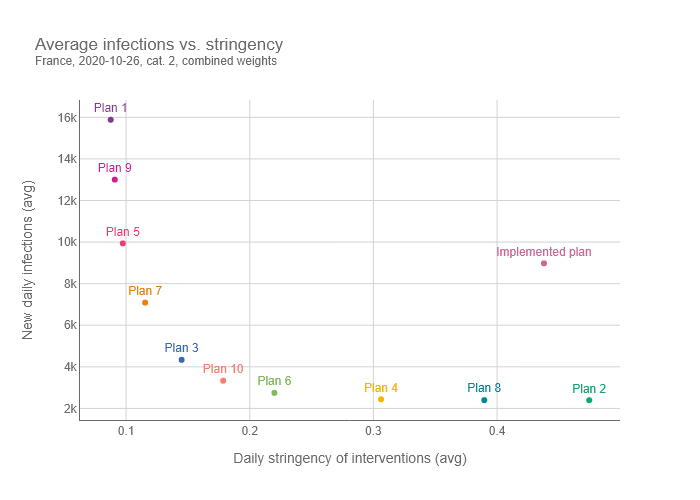 Average infections vs. stringency
France, 2020-10-26, cat. 2, combined weights
New daily infections (avg)
16k
14k
12k
10k
8k
6k
4k
2k
Plan 1
Plan 9
Plan 5
Implemented plan
Plan 7
Plan 3
Plan 10
Plan 6
Plan 4
Plan 8
Plan 2
0.1
0.2
0.3
0.4
Daily stringency of interventions (avg)